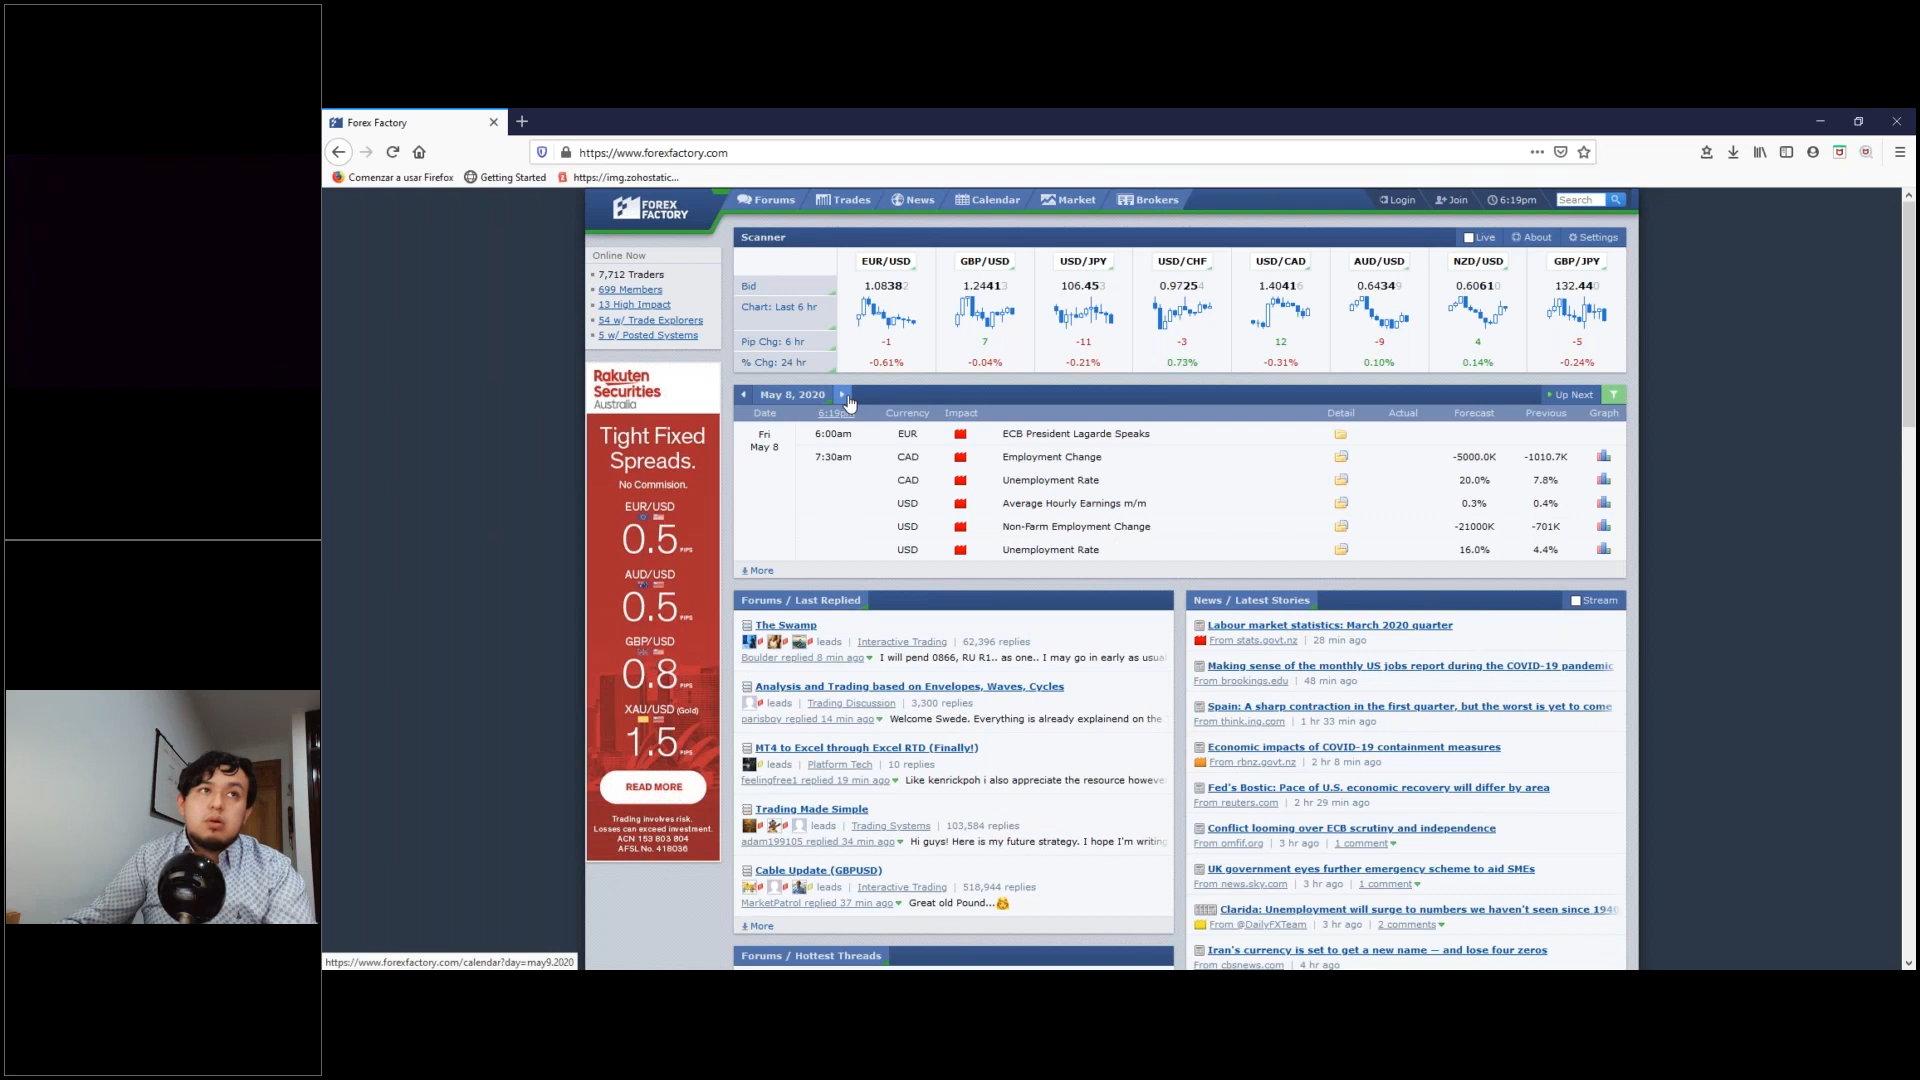 Forex Factory
https://www.forexfactory.com
Comenzar a usar Firefox
Getting Started
https://img.zohostatic...
FOREX FACTORY
Forums
Trades
News
Calendar
Market
Brokers
Login
Join
6:19pm
Search
Online Now
7,712 Traders
699 Members
13 High Impact
54 w/ Trade Explorers
5 w/ Posted Systems
Rakuten
Securities
Australia
Tight Fixed
Spreads.
No Commision.
EUR/USD
0.5 PIPS
AUD/USD
0.5 PIPS
GBP/USD
0.8 PIPS
XAU/USD (Gold)
1.5 PIPS
READ MORE
Trading involves risk.
Losses can exceed investment.
ACN 153 803 804
AFSL No. 418036
Scanner
Live
About
Settings
EUR/USD GBP/USD USD/JPY USD/CHF USD/CAD AUD/USD NZD/USD GBP/JPY
Bid 1.08382 1.24413 106.453 0.97254 1.40416 0.64349 0.60610 132.440
Chart: Last 6 hr
Pip Chg: 6 hr -1 7 -11 -3 12 -9 4 -5
% Chg: 24 hr -0.61% -0.04% -0.21% 0.73% -0.31% 0.10% 0.14% -0.24%
May 8, 2020
Up Next
Date 6:19pm Currency Impact Detail Actual Forecast Previous Graph
Fri
May 8
6:00am EUR ECB President Lagarde Speaks
7:30am CAD Employment Change -5000.0K -1010.7K
CAD Unemployment Rate 20.0% 7.8%
USD Average Hourly Earnings m/m 0.3% 0.4%
USD Non-Farm Employment Change -21000K -701K
USD Unemployment Rate 16.0% 4.4%
More
Forums / Last Replied
The Swamp
leads | Interactive Trading | 62,396 replies
Boulder replied 8 min ago I will pend 0866, RU R1.. as one.. I may go in early as usua
Analysis and Trading based on Envelopes, Waves, Cycles
leads | Trading Discussion | 3,300 replies
parisboy replied 14 min ago Welcome Swede. Everything is already explainend on the
MT4 to Excel through Excel RTD (Finally!)
leads | Platform Tech | 10 replies
feelingfree1 replied 19 min ago Like kenrickpoh i also appreciate the resource howeve
Trading Made Simple
leads | Trading Systems | 103,584 replies
adam199105 replied 34 min ago Hi guys! Here is my future strategy. I hope I'm writing
Cable Update (GBPUSD)
leads | Interactive Trading | 518,944 replies
MarketPatrol replied 37 min ago Great old Pound...
More
Forums / Hottest Threads
News / Latest Stories
Stream
Labour market statistics: March 2020 quarter
From stats.govt.nz | 28 min ago
Making sense of the monthly US jobs report during the COVID-19 pandemic
From brookings.edu | 48 min ago
Spain: A sharp contraction in the first quarter, but the worst is yet to come
From think.ing.com | 1 hr 33 min ago
Economic impacts of COVID-19 containment measures
From rbnz.govt.nz | 2 hr 8 min ago
Fed's Bostic: Pace of U.S. economic recovery will differ by area
From reuters.com | 2 hr 29 min ago
Conflict looming over ECB scrutiny and independence
From omfif.org | 3 hr ago | 1 comment
UK government eyes further emergency scheme to aid SMEs
From news.sky.com | 3 hr ago | 1 comment
Clarida: Unemployment will surge to numbers we haven't seen since 1940
From @DailyFXTeam | 3 hr ago | 2 comments
Iran's currency is set to get a new name — and lose four zeros
From cbsnews.com | 4 hr ago
https://www.forexfactory.com/calendar?day=may9.2020